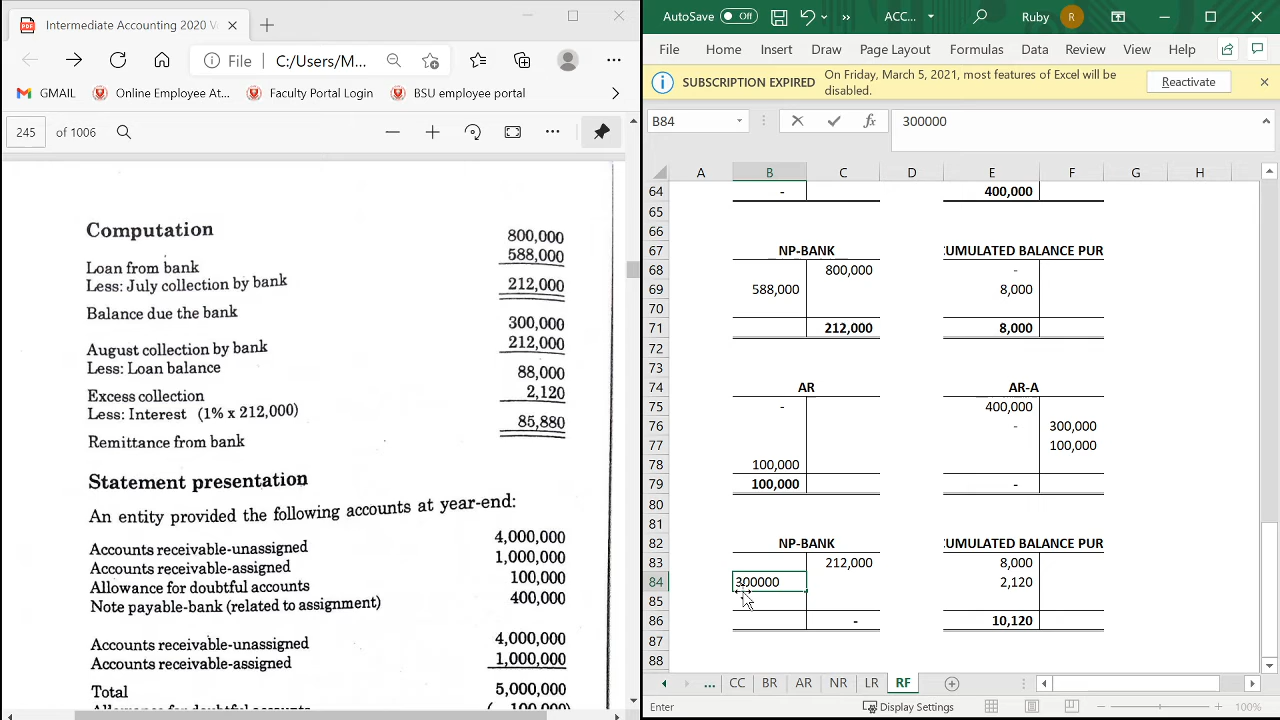 Intermediate Accounting 2020 V
File C:/Users/M...
GMAIL Online Employee At... Faculty Portal Login BSU employee portal
245 of 1006
Computation
Loan from bank 800,000
Less: July collection by bank 588,000
Balance due the bank 212,000
August collection by bank 300,000
Less: Loan balance 212,000
Excess collection 88,000
Less: Interest (1% x 212,000) 2,120
Remittance from bank 85,880
Statement presentation
An entity provided the following accounts at year-end:
Accounts receivable-unassigned 4,000,000
Accounts receivable-assigned 1,000,000
Allowance for doubtful accounts 100,000
Note payable-bank (related to assignment) 400,000
Accounts receivable-unassigned 4,000,000
Accounts receivable-assigned 1,000,000
Total 5,000,000
AutoSave Off ACC... Ruby R
File Home Insert Draw Page Layout Formulas Data Review View Help
SUBSCRIPTION EXPIRED On Friday, March 5, 2021, most features of Excel will be
disabled.
Reactivate
B84 fx 300000
A B C D E F G H
64 - 400,000
65
66
67 NP-BANK CUMULATED BALANCE PUR
68 800,000 -
69 588,000 8,000
70
71 212,000 8,000
72
73
74 AR AR-A
75 - 400,000
76 - 300,000
77 100,000
78 100,000
79 100,000 -
80
81
82 NP-BANK CUMULATED BALANCE PUR
83 212,000 8,000
84 300000 2,120
85
86 - 10,120
87
88
... CC BR AR NR LR RF
Enter Display Settings 100%